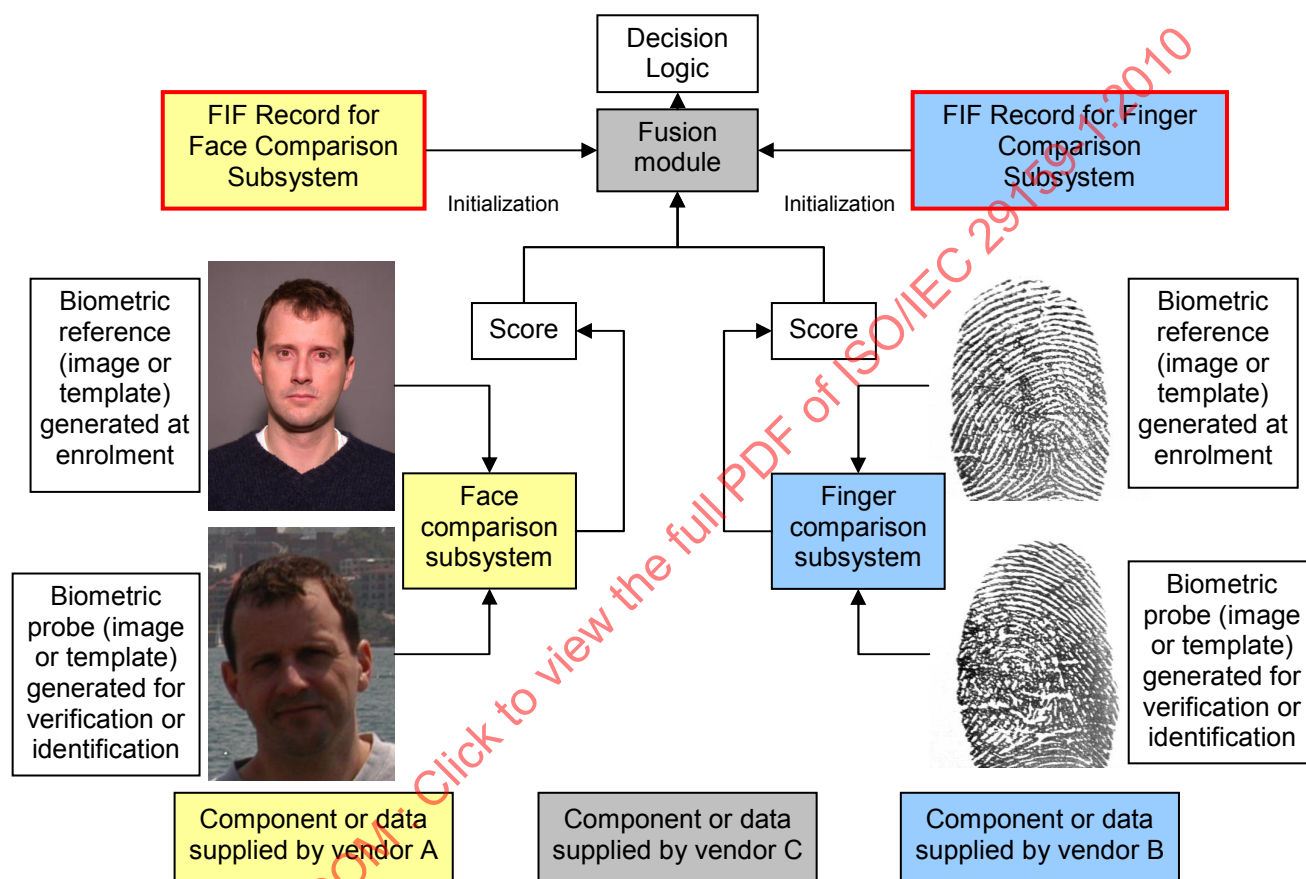 Decision
Logic
FIF Record for
Face Comparison
Subsystem
Fusion
module
FIF Record for Finger
Comparison
Subsystem
Initialization
Initialization
Biometric
reference
(image or
template)
generated at
enrolment
Score
Score
Biometric
reference
(image or
template)
generated at
enrolment
Face
comparison
subsystem
Finger
comparison
subsystem
Biometric
probe (image
or template)
generated for
verification or
identification
Biometric
probe (image
or template)
generated for
verification or
identification
Component or data
supplied by vendor A
Component or data
supplied by vendor C
Component or data
supplied by vendor B
COM : Click to view the full PDF of ISO/IEC 29159-1:2010